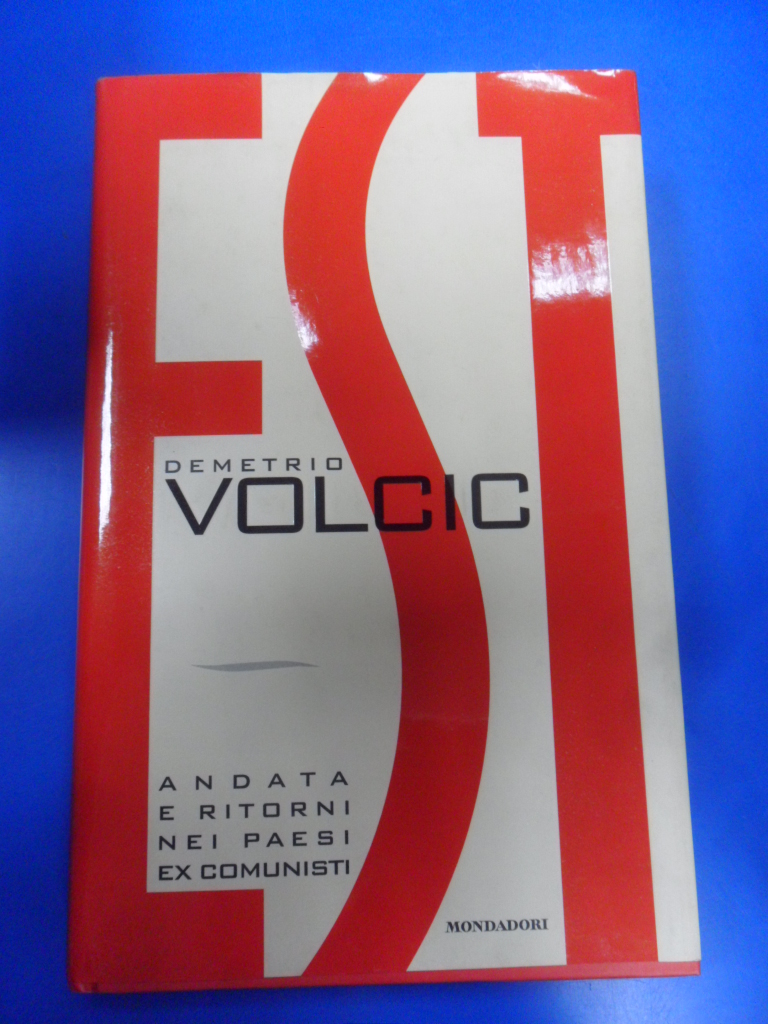 EST
DEMETRIO
VOLCIC
ANDATA
E RITORNI
NEI PAESI
EX COMUNISTI
MONDADORI